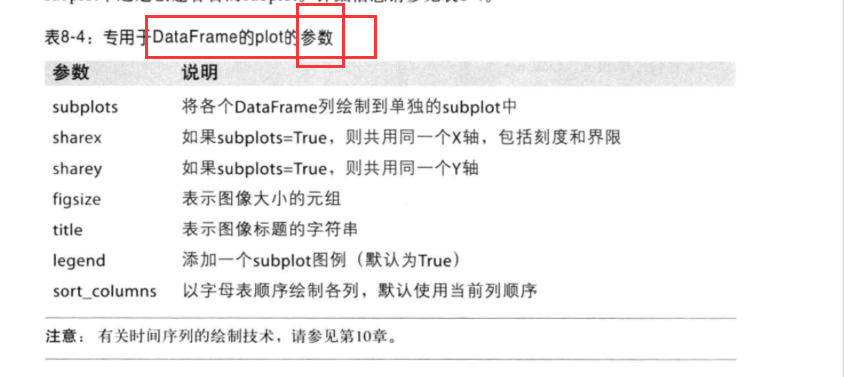 表8-4：专用于DataFrame的plot的参数
参数 说明
subplots 将各个DataFrame列绘制到单独的subplot中
sharex 如果subplots=True，则共用同一个X轴，包括刻度和界限
sharey 如果subplots=True，则共用同一个Y轴
figsize 表示图像大小的元组
title 表示图像标题的字符串
legend 添加一个subplot图例（默认为True）
sort_columns 以字母表顺序绘制各列，默认使用当前列顺序
注意： 有关时间序列的绘制技术，请参见第10章。